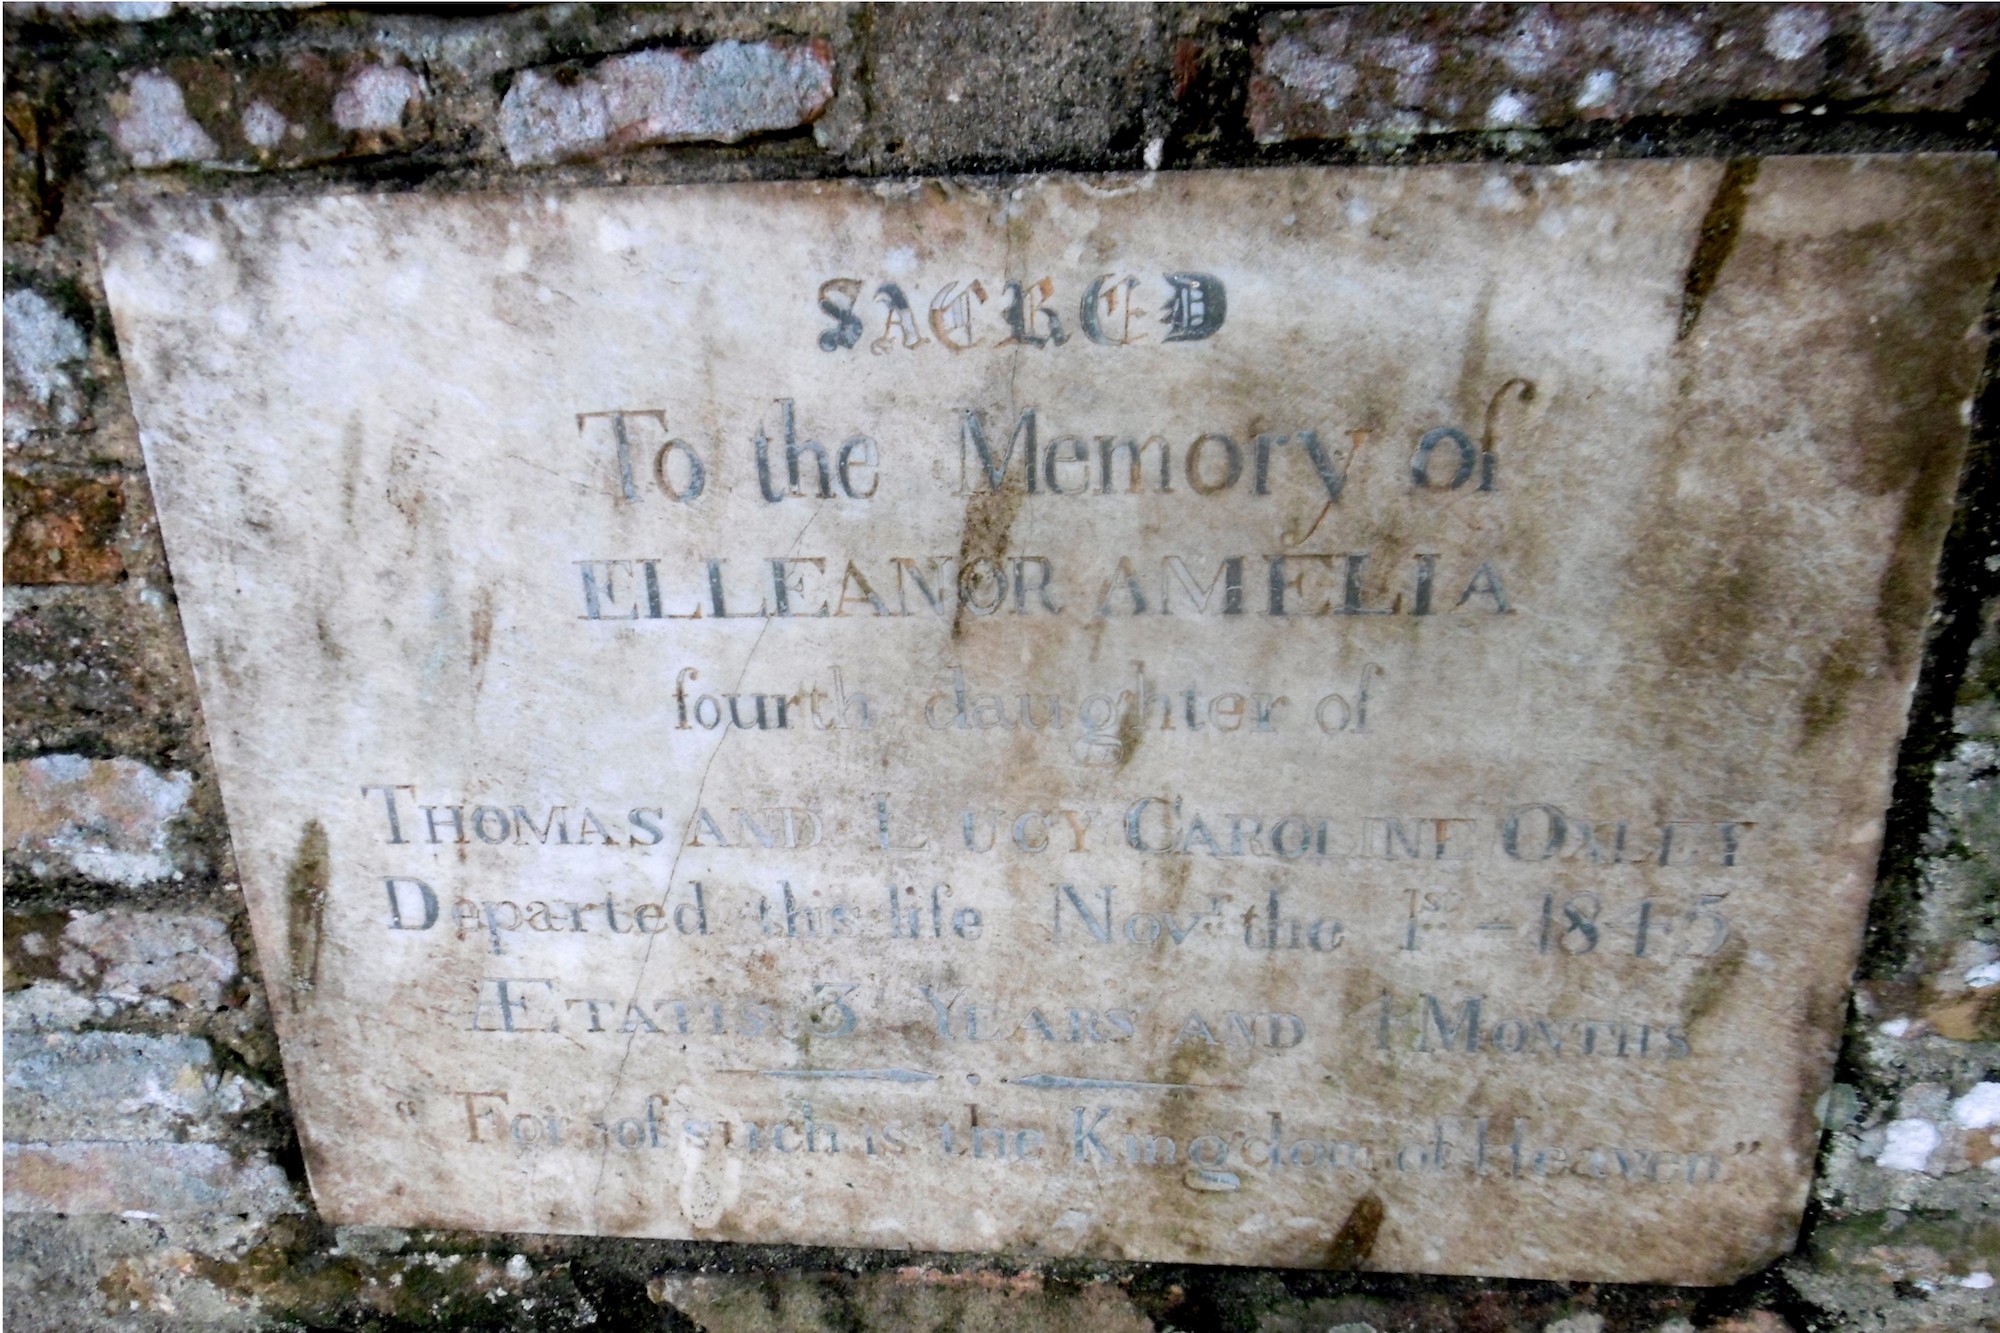 SACRED
To the Memory of
ELLEANOR AMELIA
fourth daughter of
THOMAS AND LUCY CAROLINE OXLEY
Departed this life Novr the 1st - 1845
ÆTATIS 3 YEARS AND 4 MONTHS
"For of such is the Kingdom of Heaven"